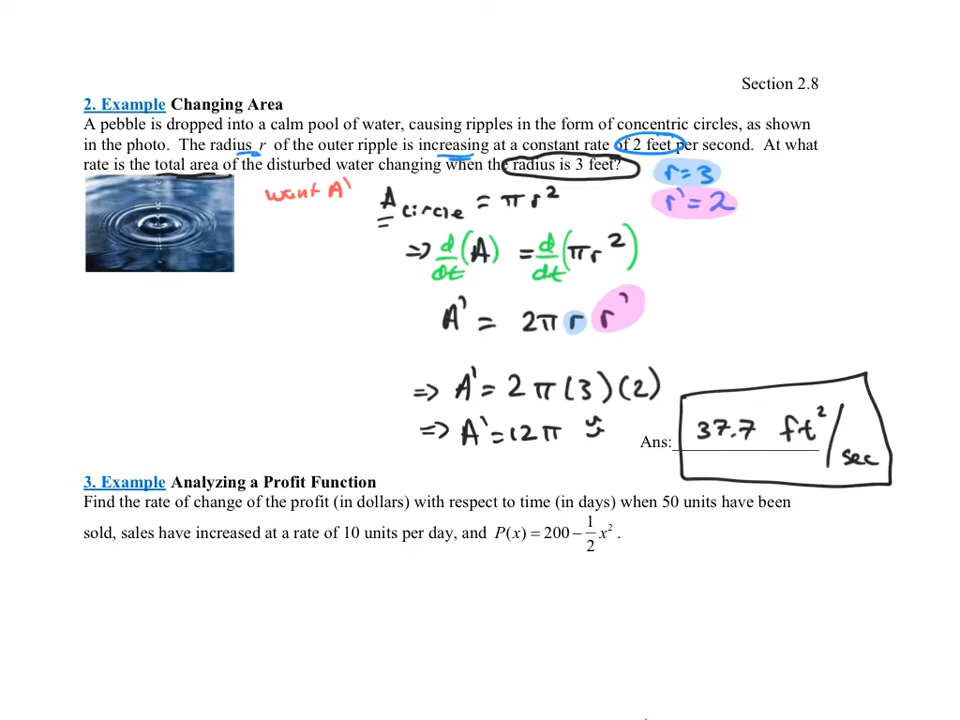 Section 2.8
2. Example Changing Area
A pebble is dropped into a calm pool of water, causing ripples in the form of concentric circles, as shown
in the photo. The radius r of the outer ripple is increasing at a constant rate of 2 feet per second. At what
rate is the total area of the disturbed water changing when the radius is 3 feet?
r=3
want A'
A circle = πr²
r'=2
=> d/dt (A) = d/dt (πr²)
A' = 2π r r'
=> A' = 2π(3)(2)
=> A' = 12π
Ans: 37.7 ft²/sec
3. Example Analyzing a Profit Function
Find the rate of change of the profit (in dollars) with respect to time (in days) when 50 units have been
sold, sales have increased at a rate of 10 units per day, and P(x) = 200 − 1/2 x² .